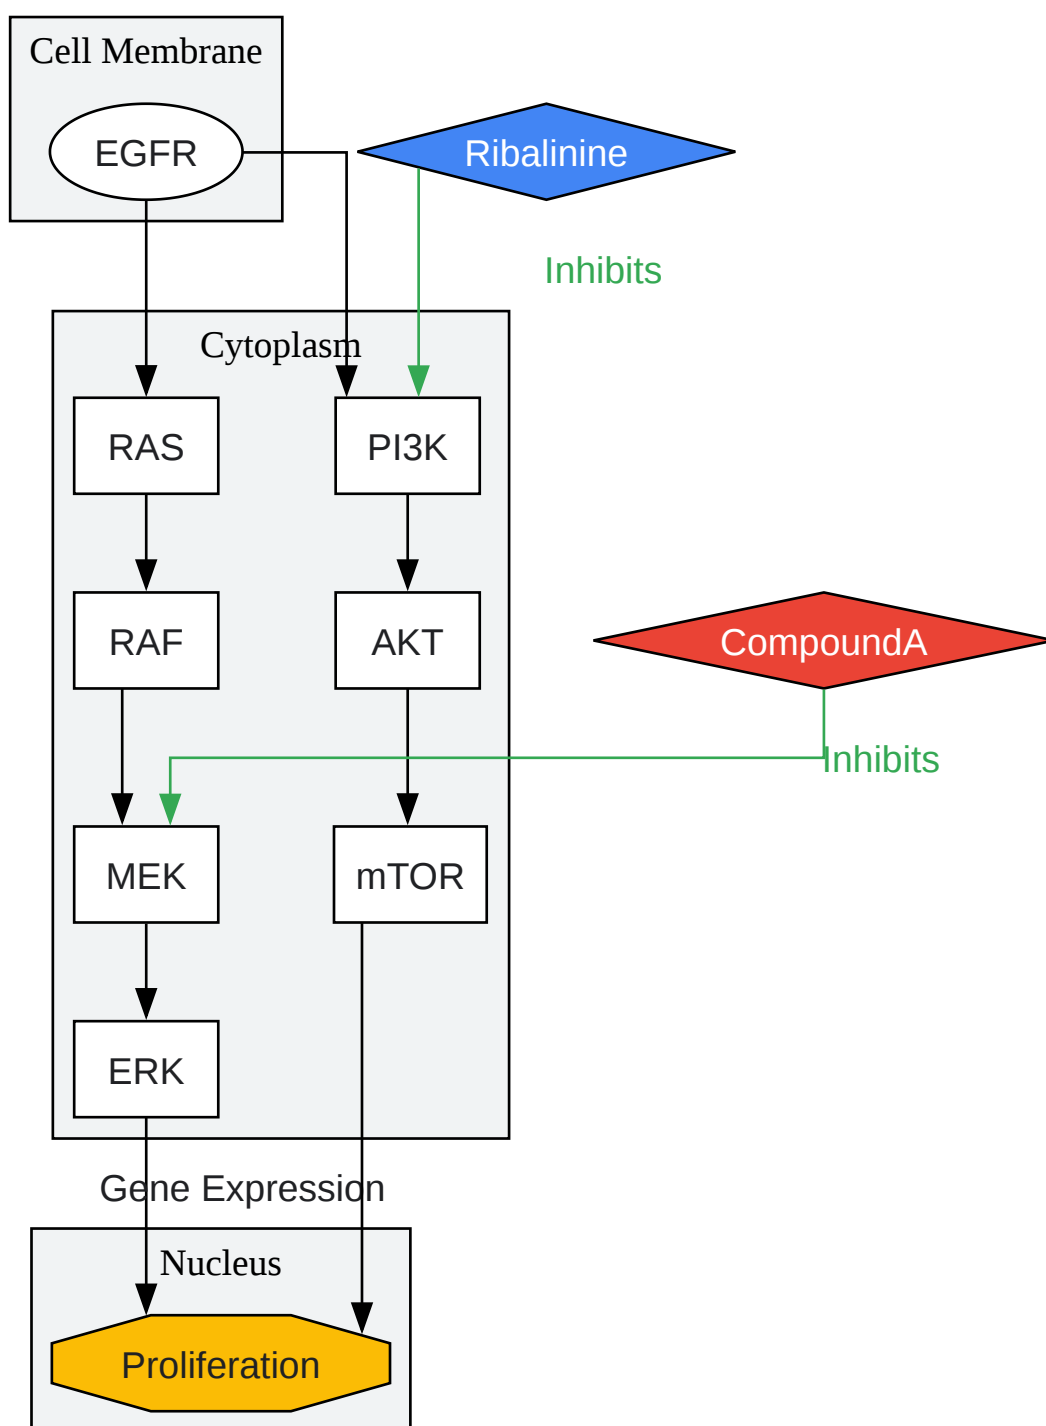 Cell Membrane
EGFR
Ribalinine
Inhibits
Cytoplasm
RAS
PI3K
RAF
AKT
CompoundA
Inhibits
MEK
mTOR
ERK
Gene Expression
Nucleus
Proliferation